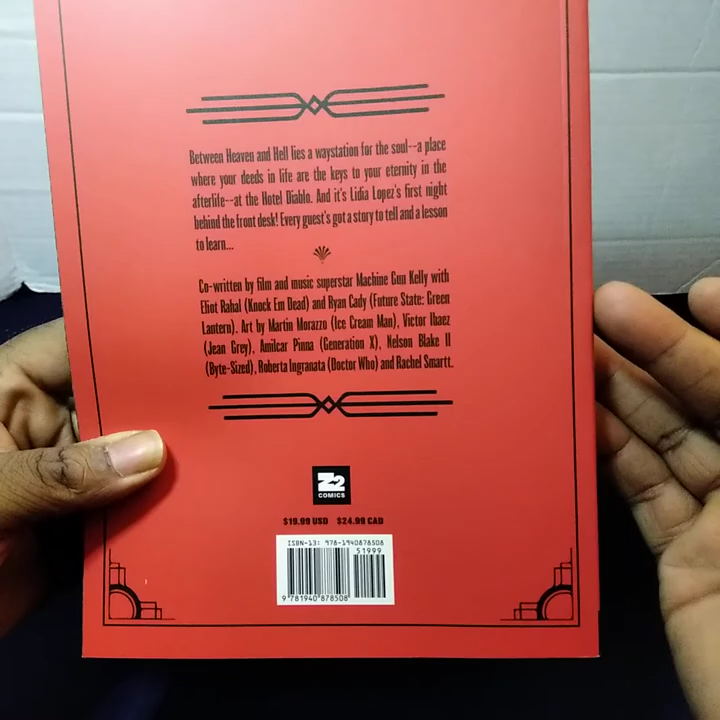 Between Heaven and Hell lies a waystation for the soul--a place
where your deeds in life are the keys to your eternity in the
afterlife--at the Hotel Diablo. And it's Lidia Lopez's first night
behind the front desk! Every guest's got a story to tell and a lesson
to learn...
Co-written by film and music superstar Machine Gun Kelly with
Eliot Rahal (Knock Em Dead) and Ryan Cady (Future State: Green
Lantern). Art by Martin Morazzo (Ice Cream Man), Victor Ibaez
(Jean Grey), Amilcar Pinna (Generation X), Nelson Blake II
(Byte-Sized), Roberta Ingranata (Doctor Who) and Rachel Smartt.
Z2
COMICS
$19.99 USD $24.99 CAD
ISBN-13: 978-1940878508
51999
9 781940 878508